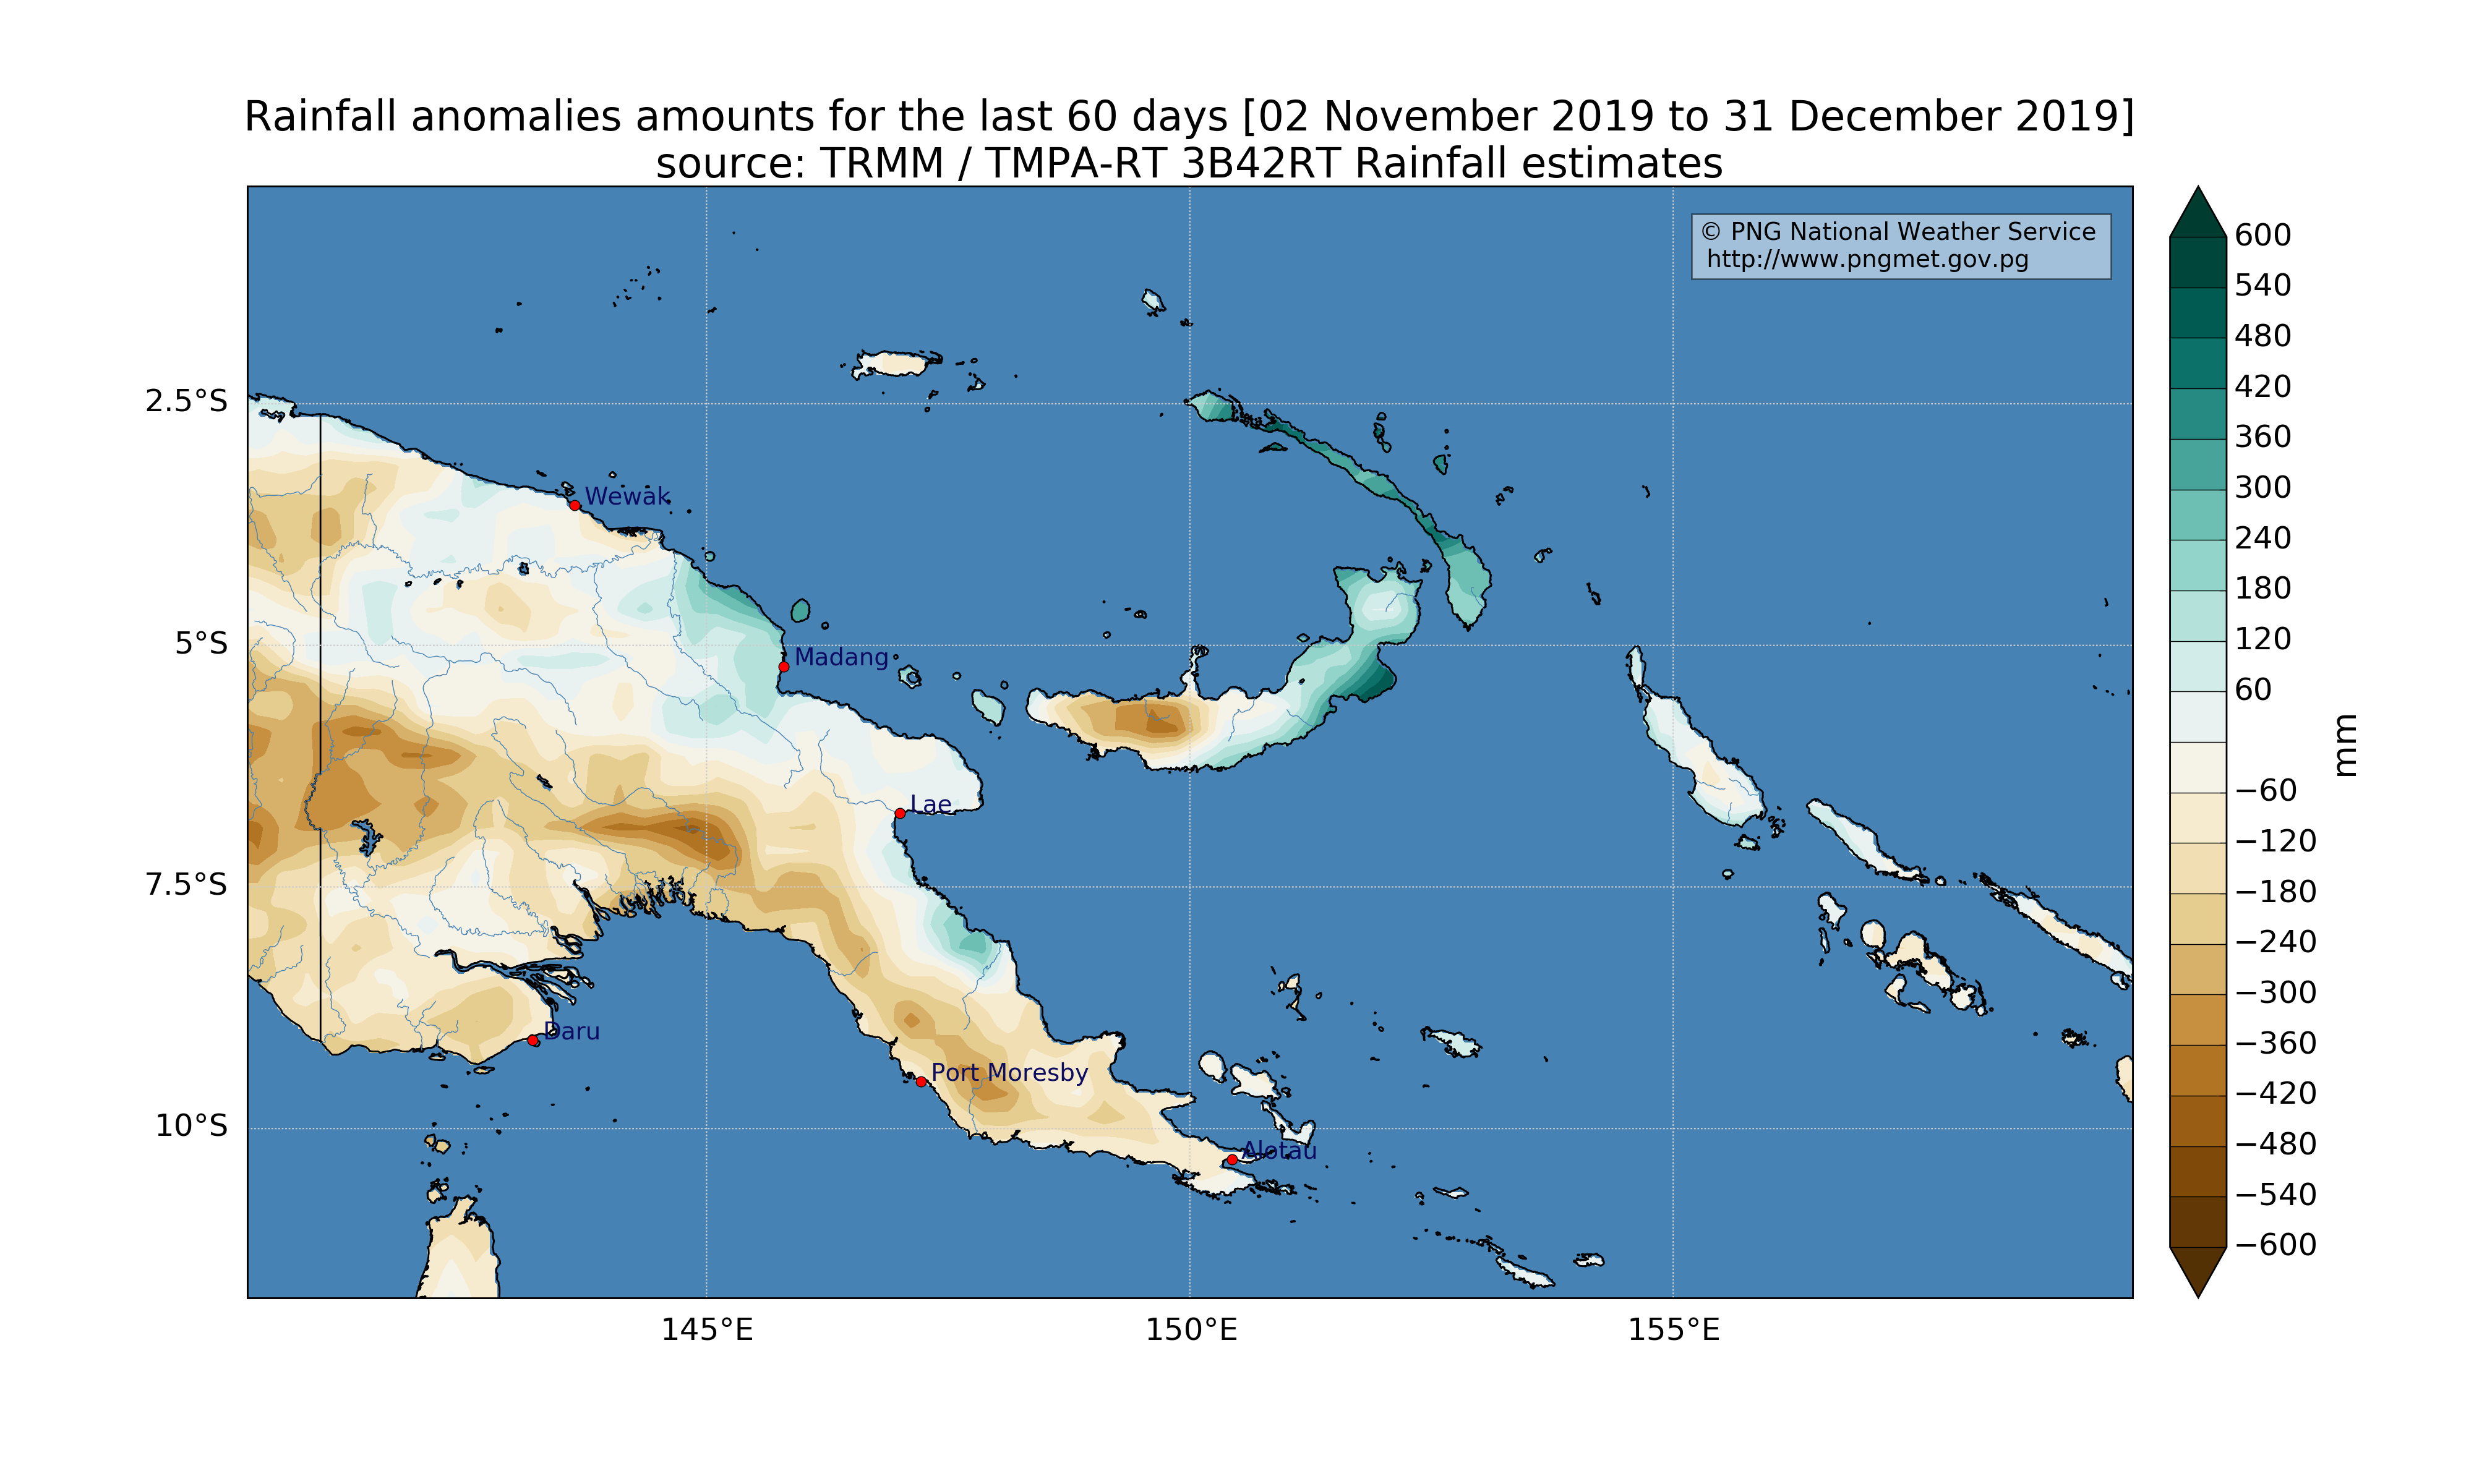 Rainfall anomalies amounts for the last 60 days [02 November 2019 to 31 December 2019]
source: TRMM / TMPA-RT 3B42RT Rainfall estimates
© PNG National Weather Service
http://www.pngmet.gov.pg
2.5°S
5°S
7.5°S
10°S
Wewak
Madang
Lae
Daru
Port Moresby
Alotau
145°E
150°E
155°E
600
540
480
420
360
300
240
180
120
60
−60
−120
−180
−240
−300
−360
−420
−480
−540
−600
mm